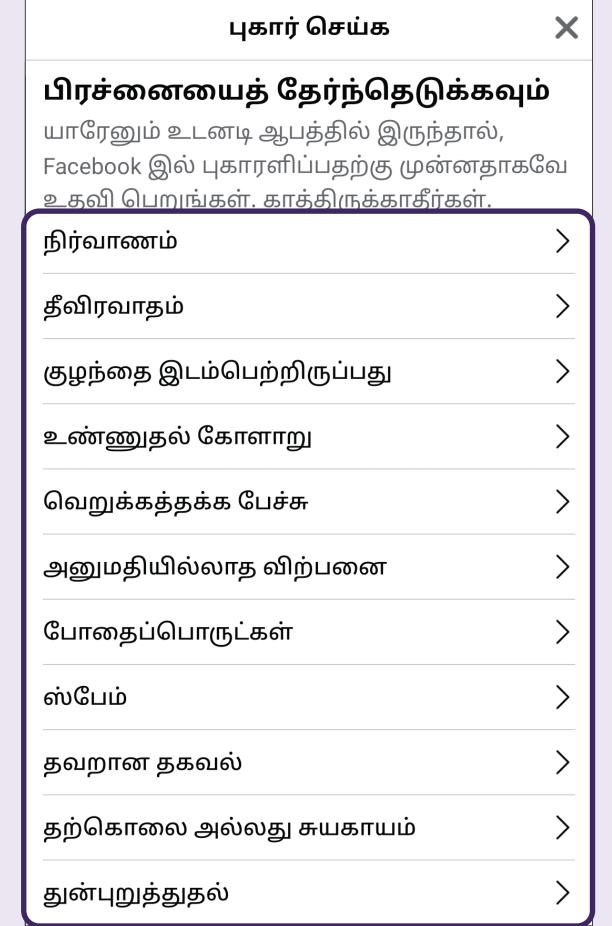 புகார் செய்க
பிரச்னையைத் தேர்ந்தெடுக்கவும்
யாரேனும் உடனடி ஆபத்தில் இருந்தால்,
Facebook இல் புகாரளிப்பதற்கு முன்னதாகவே
உதவி பெறுங்கள். காத்திருக்காதீர்கள்.
நிர்வாணம்
தீவிரவாதம்
குழந்தை இடம்பெற்றிருப்பது
உண்ணுதல் கோளாறு
வெறுக்கத்தக்க பேச்சு
அனுமதியில்லாத விற்பனை
போதைப்பொருட்கள்
ஸ்பேம்
தவறான தகவல்
தற்கொலை அல்லது சுயகாயம்
துன்புறுத்துதல்